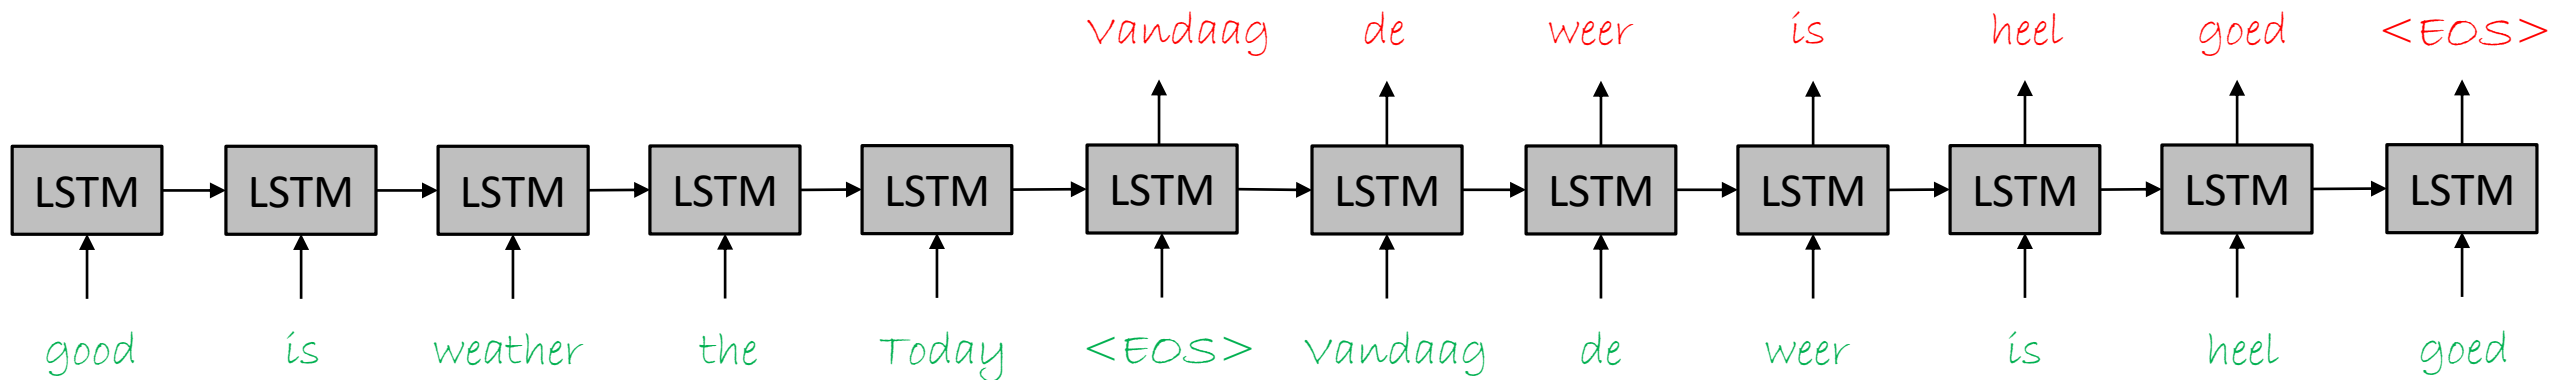 Vandaag de weer is heel goed <EOS>
LSTM LSTM LSTM LSTM LSTM LSTM LSTM LSTM LSTM LSTM LSTM LSTM
good is weather the Today <EOS> Vandaag de weer is heel goed